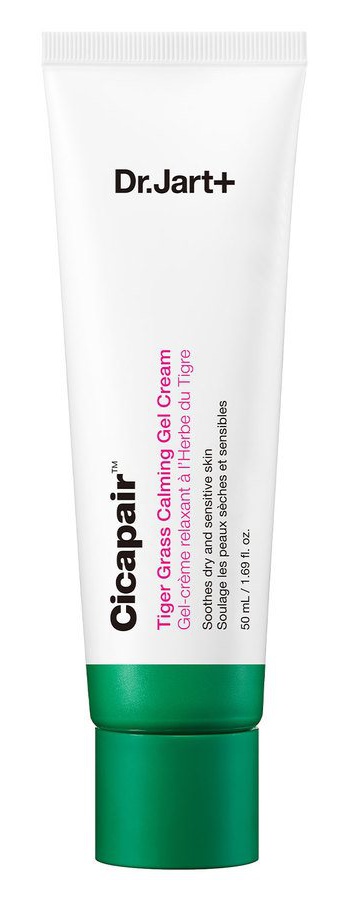 Dr.Jart+
Cicapair™
Tiger Grass Calming Gel Cream
Gel-crème relaxant à l'Herbe du Tigre
Soothes dry and sensitive skin
Soulage les peaux sèches et sensibles
50 mL / 1.69 fl. oz.